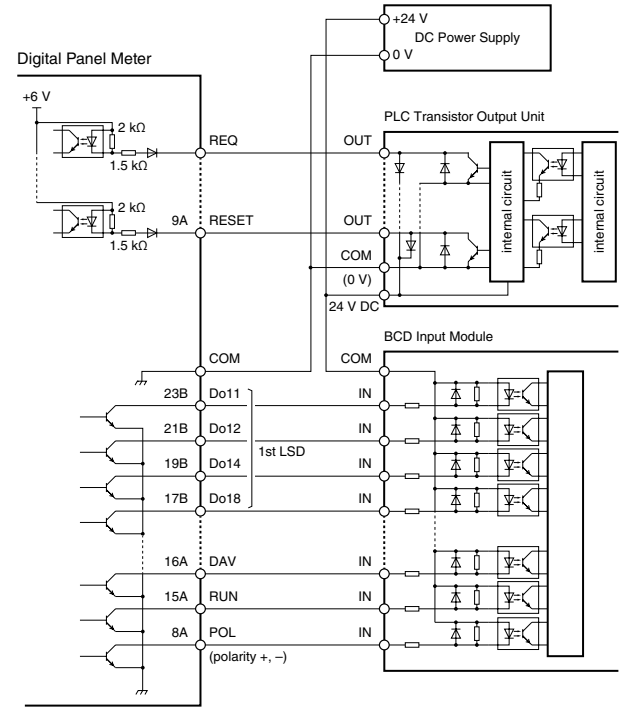 +24 V
DC Power Supply
0 V
Digital Panel Meter
+6 V
PLC Transistor Output Unit
2 kΩ
REQ
OUT
1.5 kΩ
internal circuit
internal circuit
2 kΩ
9A RESET
OUT
1.5 kΩ
COM
(0 V)
24 V DC
BCD Input Module
COM
COM
23B Do11
IN
21B Do12
IN
1st LSD
19B Do14
IN
17B Do18
IN
16A DAV
IN
15A RUN
IN
8A POL
IN
(polarity +, –)